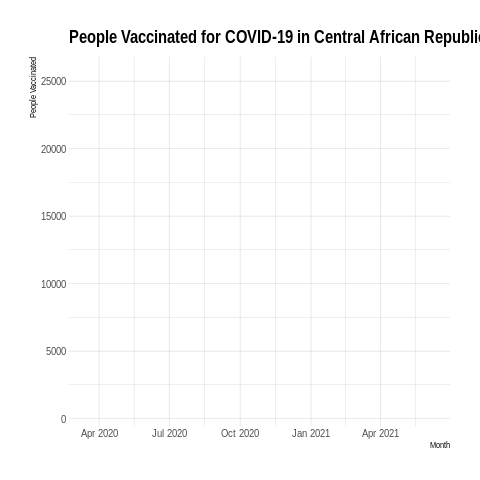 People Vaccinated for COVID-19 in Central African Republi
People Vaccinated
25000
20000
15000
10000
5000
0
Apr 2020 Jul 2020 Oct 2020 Jan 2021 Apr 2021
Month